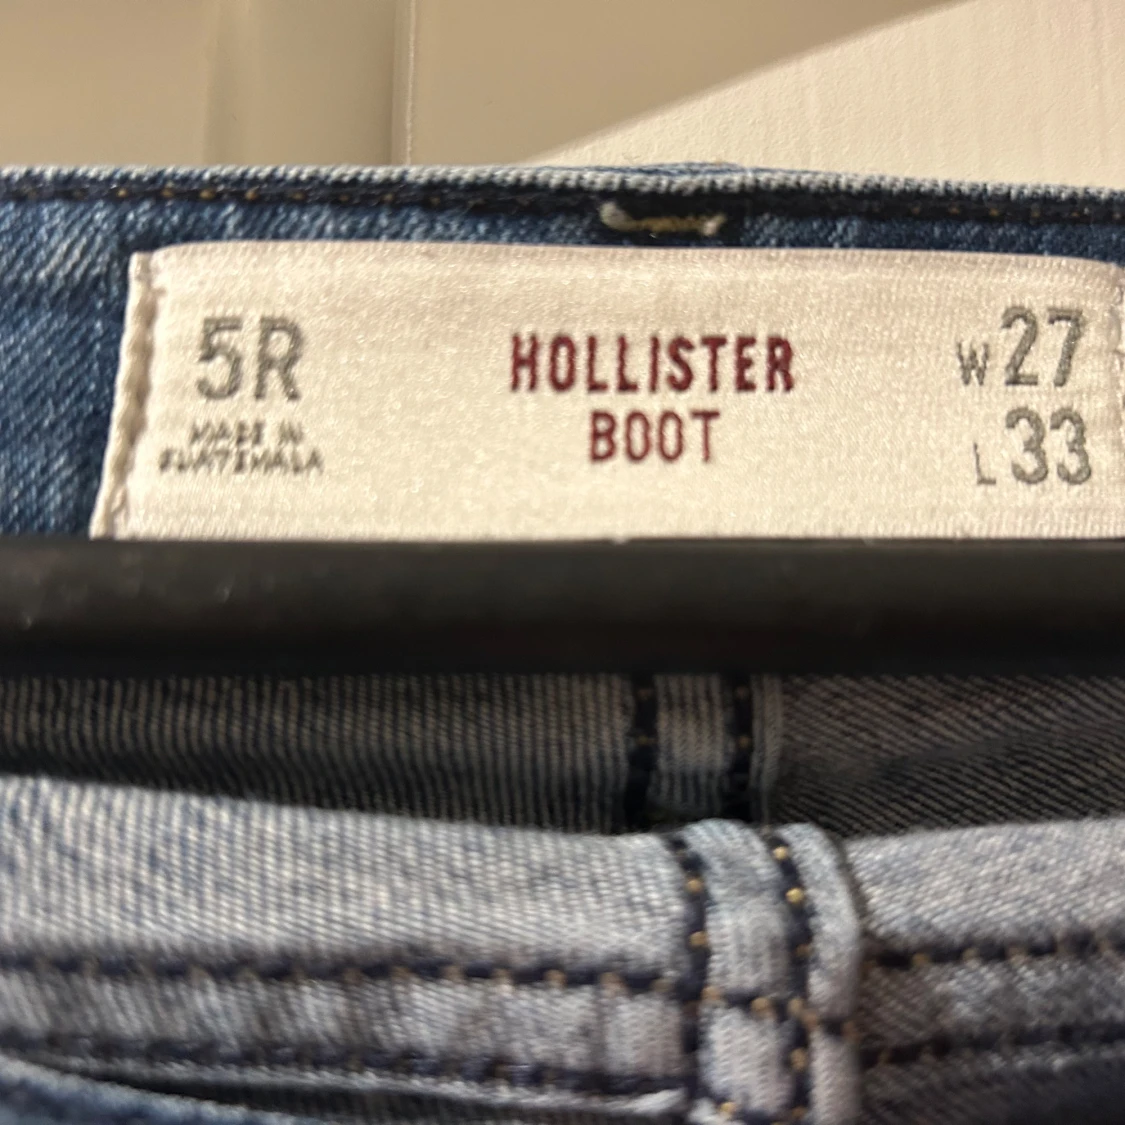 5R
MADE IN
GUATEMALA
HOLLISTER
BOOT
W27
L33